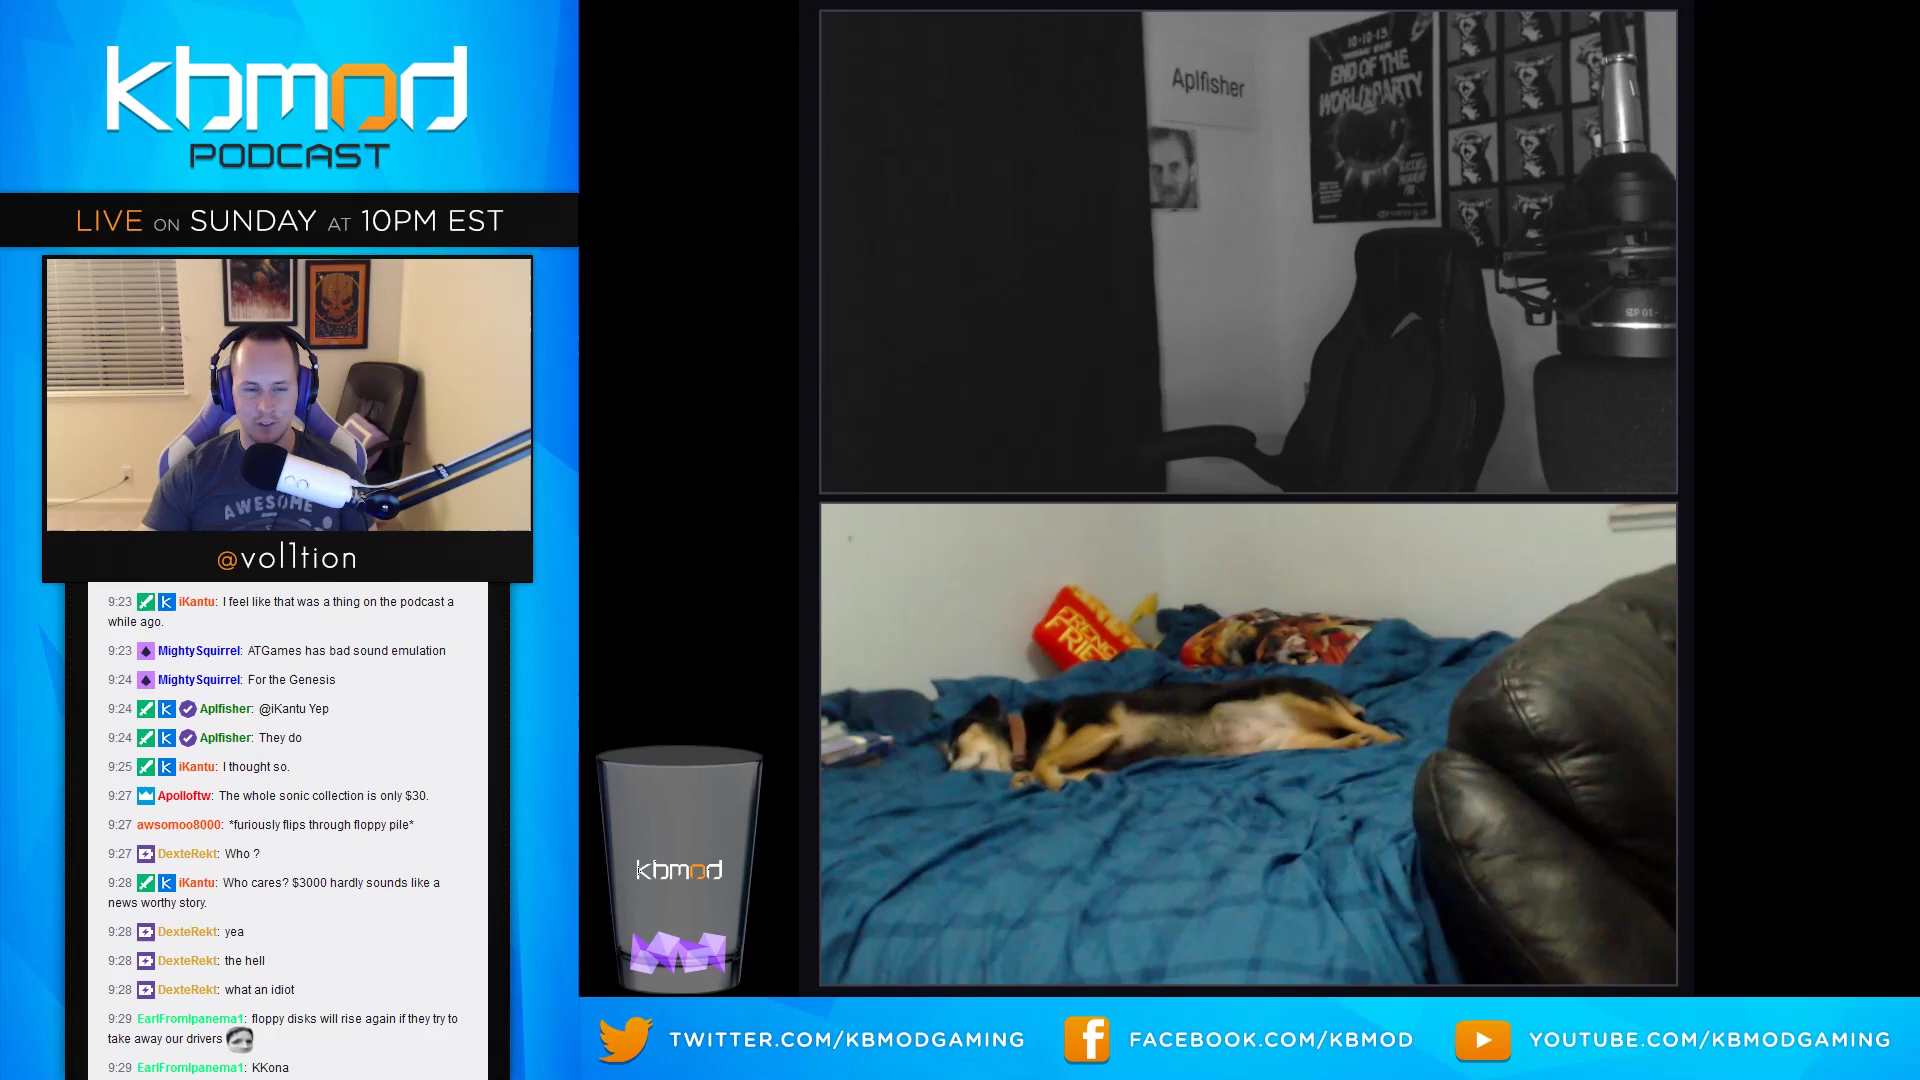 kbmod
PODCAST
LIVE ON SUNDAY AT 10PM EST
AWESOME
@vol1tion
9:23 iKantu: I feel like that was a thing on the podcast a
while ago.
9:23 MightySquirrel: ATGames has bad sound emulation
9:24 MightySquirrel: For the Genesis
9:24 Aplfisher: @iKantu Yep
9:24 Aplfisher: They do
9:25 iKantu: I thought so.
9:27 Apolloftw: The whole sonic collection is only $30.
9:27 awsomoo8000: *furiously flips through floppy pile*
9:27 DexteRekt: Who ?
9:28 iKantu: Who cares? $3000 hardly sounds like a
news worthy story.
9:28 DexteRekt: yea
9:28 DexteRekt: the hell
9:28 DexteRekt: what an idiot
9:29 EarlFromIpanema1: floppy disks will rise again if they try to
take away our drivers
9:29 EarlFromIpanema1: KKona
kbmod
Aplfisher
10-10-13
END OF THE
WORLD PARTY
FRENCH
FRIES
TWITTER.COM/KBMODGAMING
FACEBOOK.COM/KBMOD
YOUTUBE.COM/KBMODGAMING